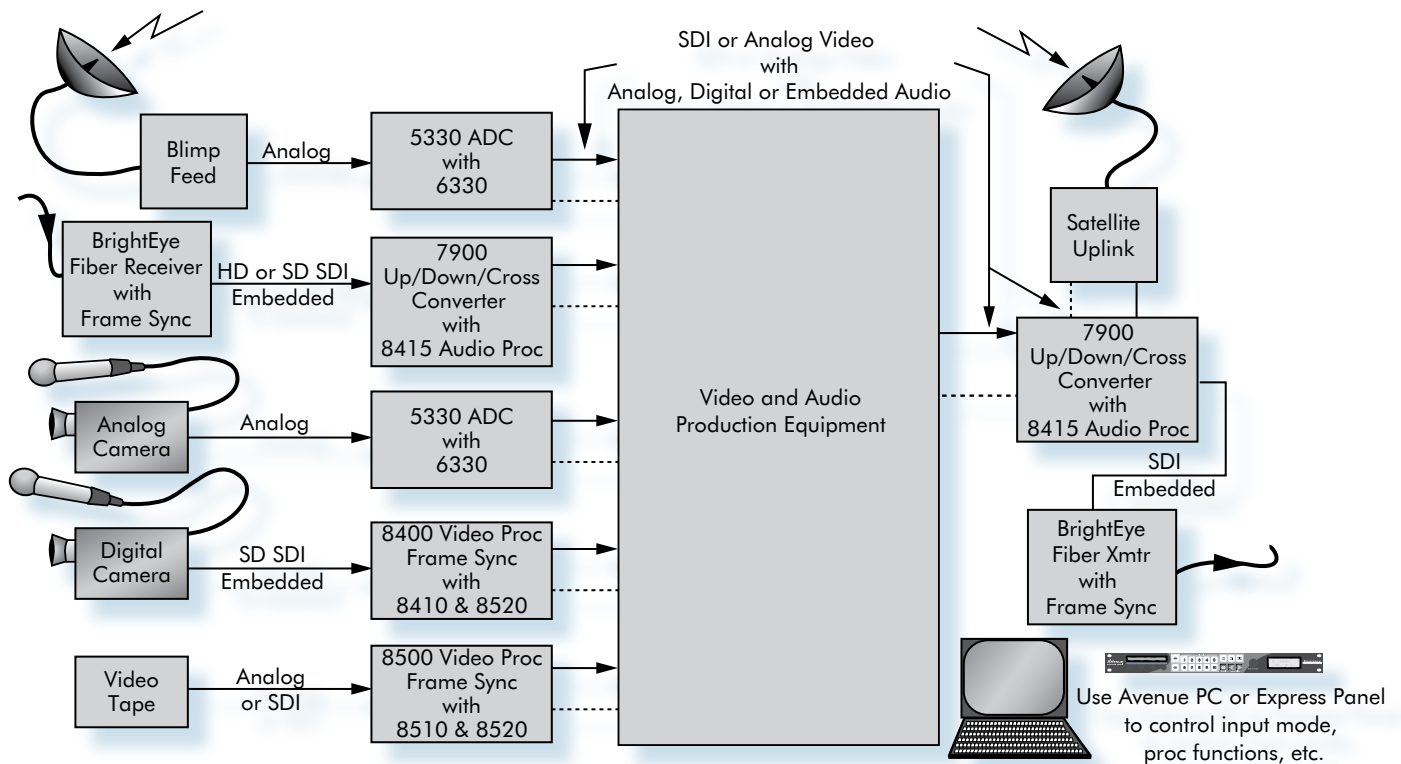 SDI or Analog Video
with
Analog, Digital or Embedded Audio
Blimp
Feed
Analog
5330 ADC
with
6330
BrightEye
Fiber Receiver
with
Frame Sync
HD or SD SDI
Embedded
7900
Up/Down/Cross
Converter
with
8415 Audio Proc
Analog
Camera
Analog
5330 ADC
with
6330
Digital
Camera
SD SDI
Embedded
8400 Video Proc
Frame Sync
with
8410 & 8520
Video
Tape
Analog
or SDI
8500 Video Proc
Frame Sync
with
8510 & 8520
Video and Audio
Production Equipment
Satellite
Uplink
7900
Up/Down/Cross
Converter
with
8415 Audio Proc
SDI
Embedded
BrightEye
Fiber Xmtr
with
Frame Sync
Use Avenue PC or Express Panel
to control input mode,
proc functions, etc.